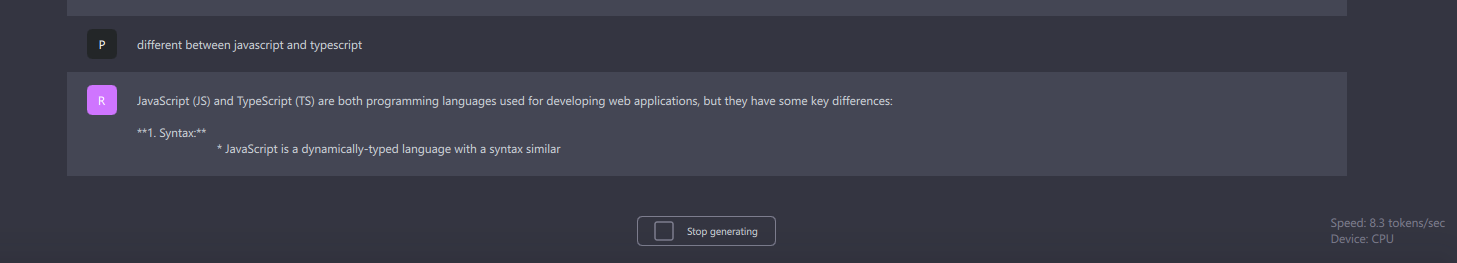 P
different between javascript and typescript
R
JavaScript (JS) and TypeScript (TS) are both programming languages used for developing web applications, but they have some key differences:
**1. Syntax:**
* JavaScript is a dynamically-typed language with a syntax similar
Stop generating
Speed: 8.3 tokens/sec
Device: CPU